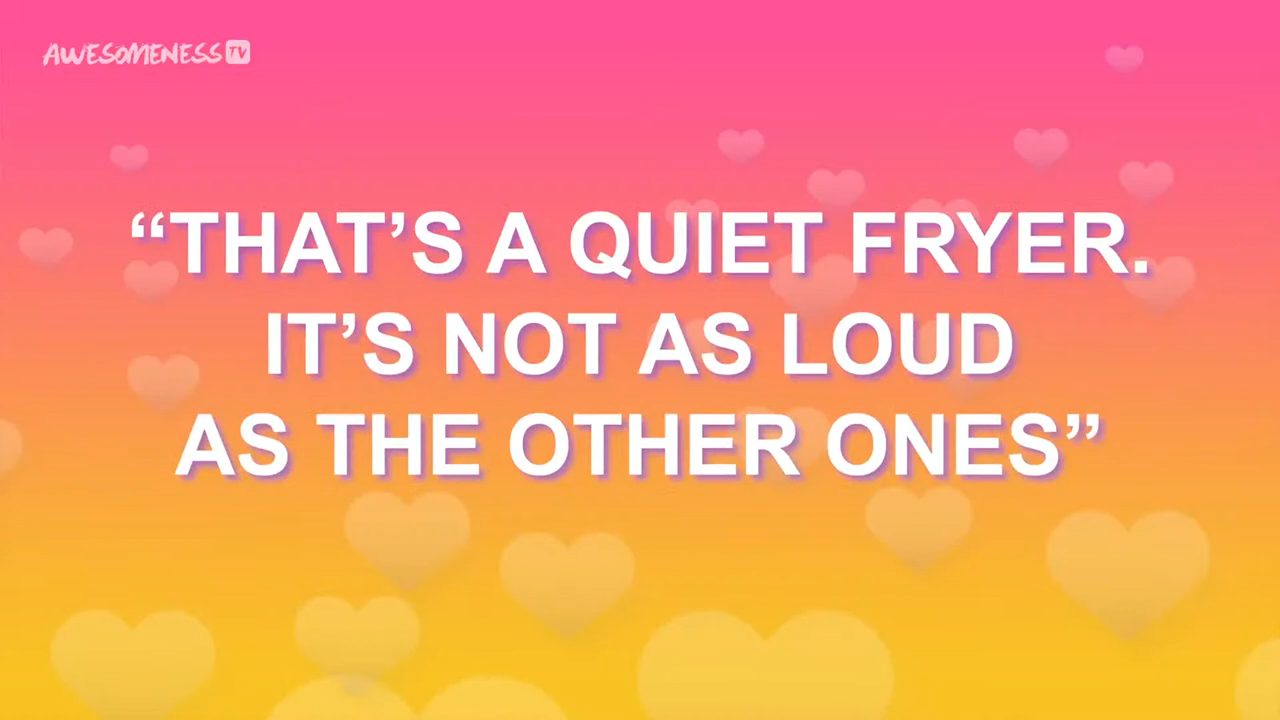 AWESOMENESS TV
“THAT’S A QUIET FRYER.
IT’S NOT AS LOUD
AS THE OTHER ONES”